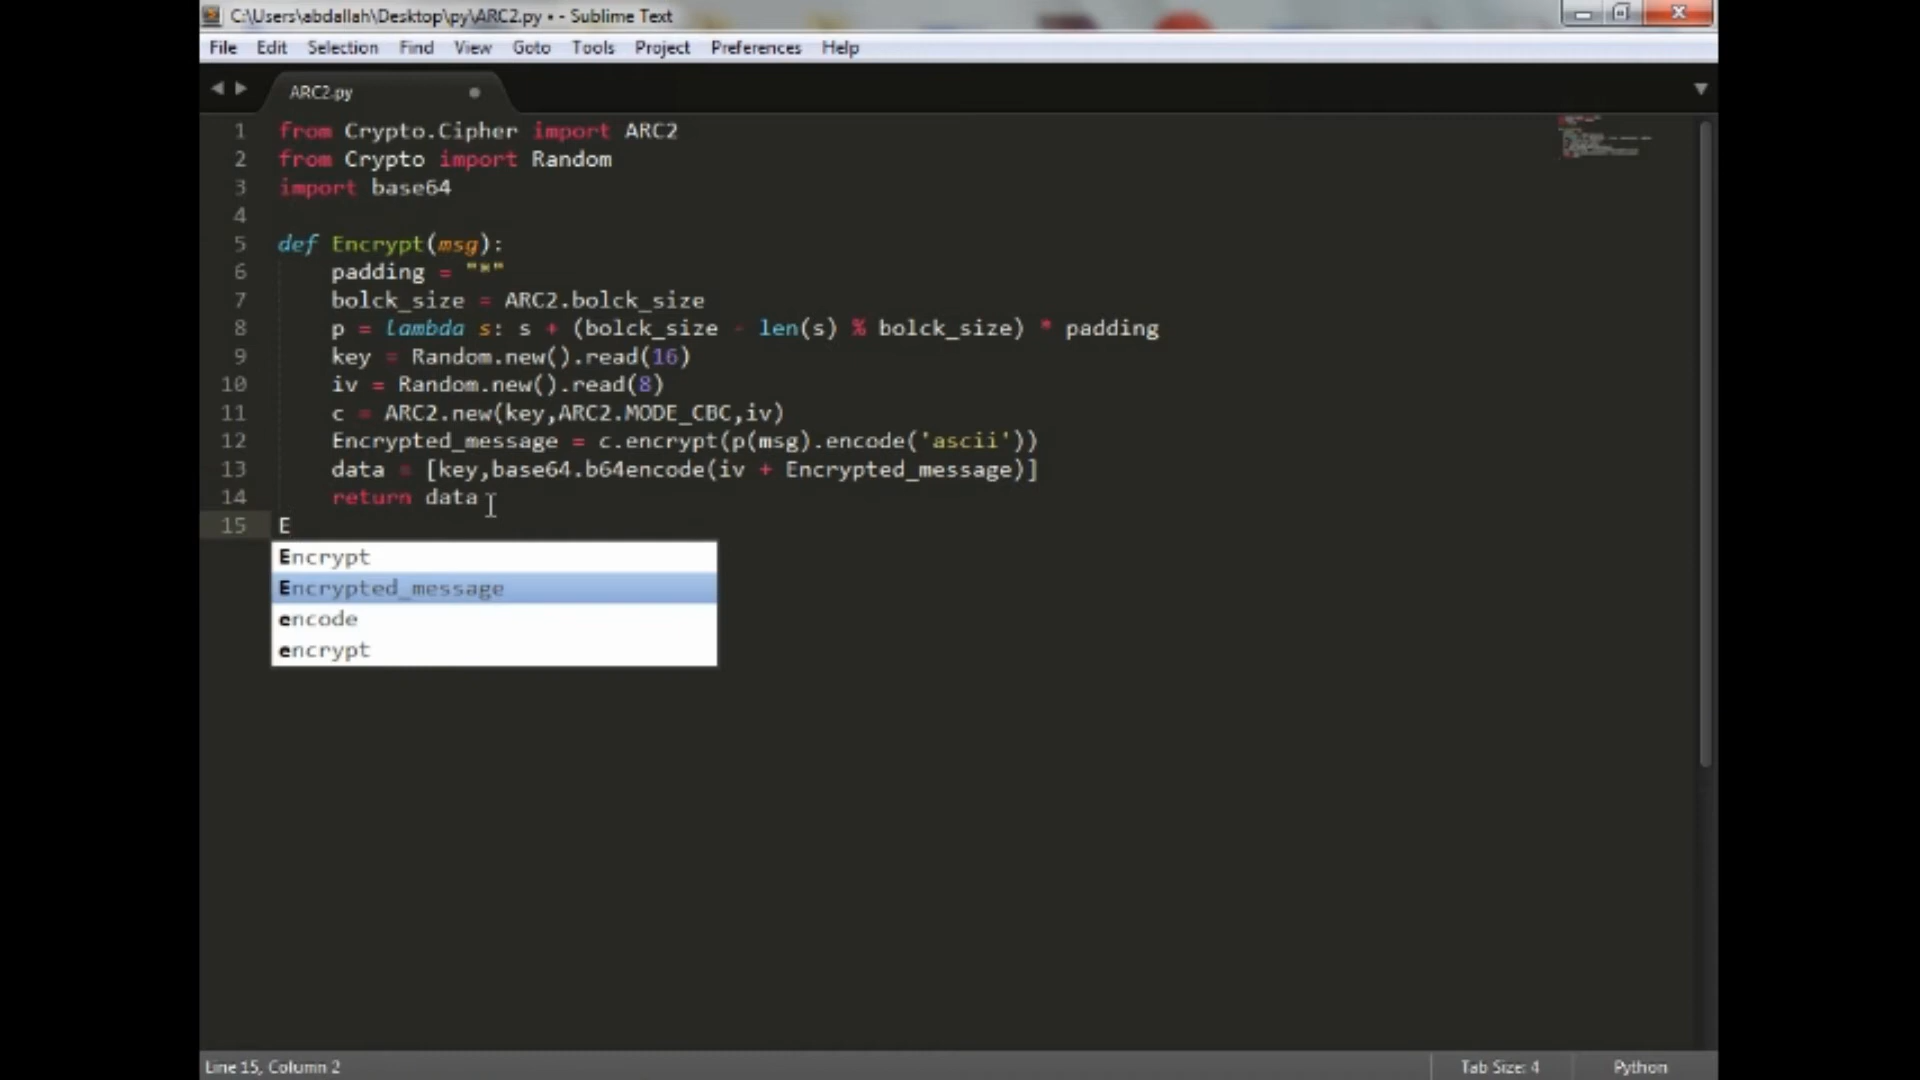 C:\Users\abdallah\Desktop\py\ARC2.py • - Sublime Text
File Edit Selection Find View Goto Tools Project Preferences Help
ARC2.py
1 from Crypto.Cipher import ARC2
2 from Crypto import Random
3 import base64
4
5 def Encrypt(msg):
6 padding = "*"
7 bolck_size = ARC2.bolck_size
8 p = lambda s: s + (bolck_size - len(s) % bolck_size) * padding
9 key = Random.new().read(16)
10 iv = Random.new().read(8)
11 c = ARC2.new(key,ARC2.MODE_CBC,iv)
12 Encrypted_message = c.encrypt(p(msg).encode('ascii'))
13 data = [key,base64.b64encode(iv + Encrypted_message)]
14 return data
15 E
Encrypt
Encrypted_message
encode
encrypt
Line 15, Column 2 Tab Size: 4 Python